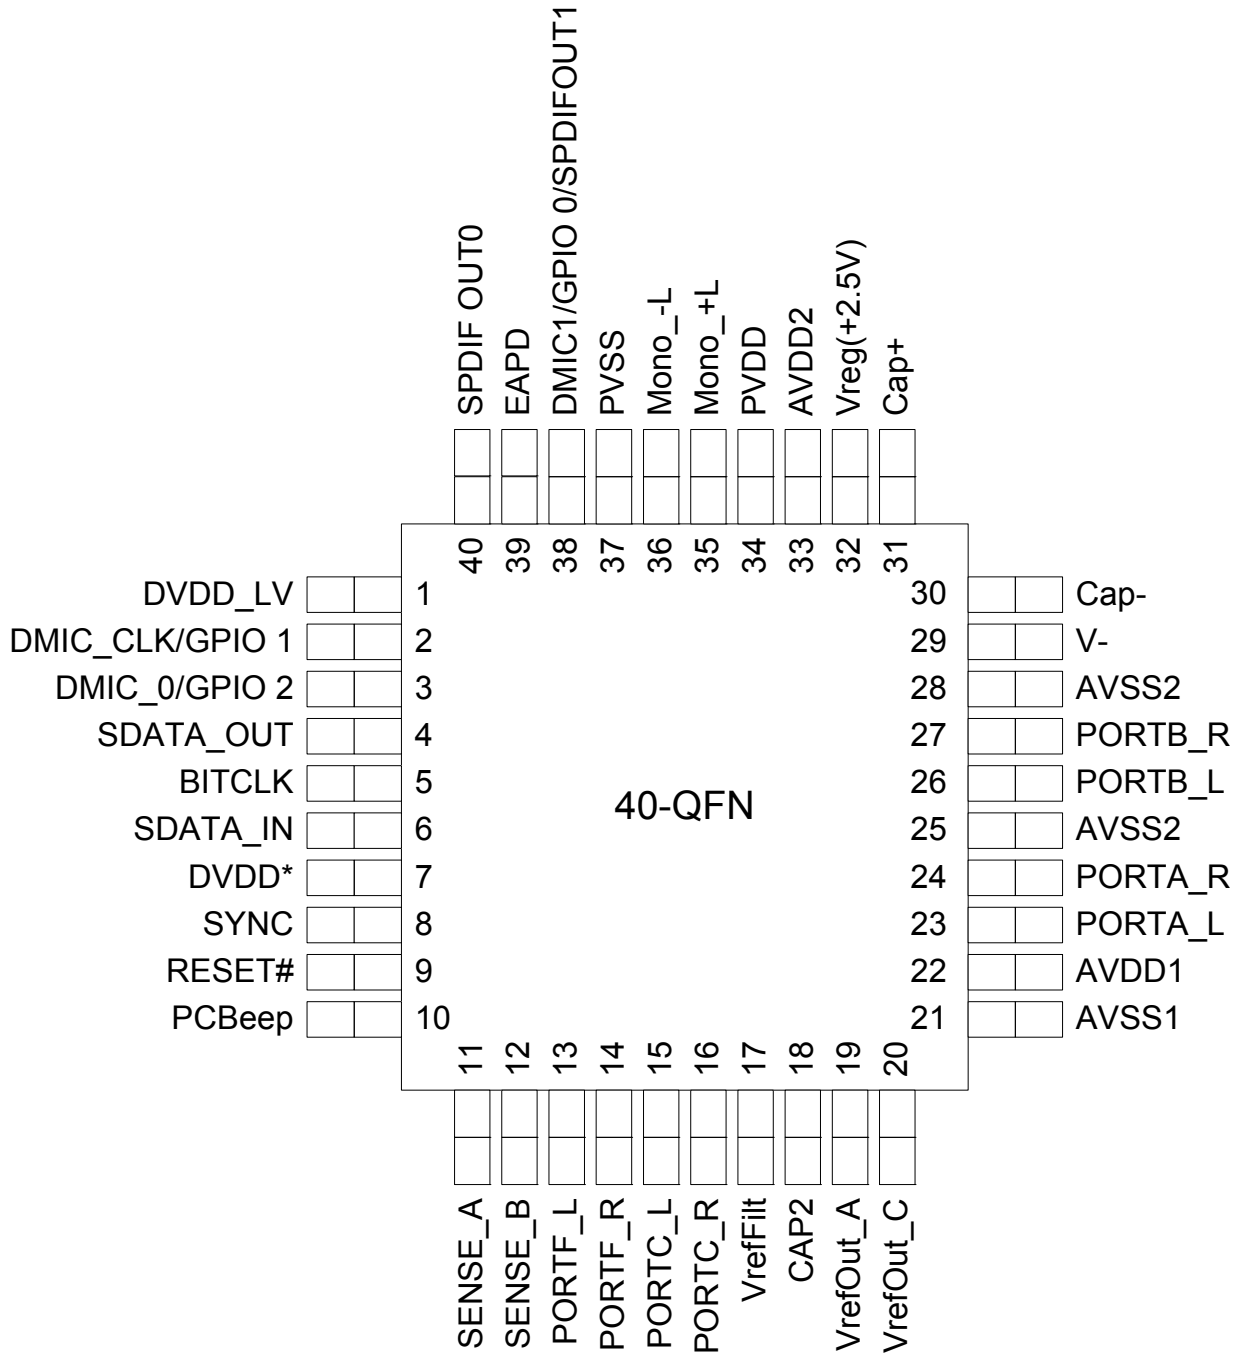 SPDIF OUT0
EAPD
DMIC1/GPIO 0/SPDIFOUT1
PVSS
Mono_-L
Mono_+L
PVDD
AVDD2
Vreg(+2.5V)
Cap+
40
39
38
37
36
35
34
33
32
31
DVDD_LV 1
DMIC_CLK/GPIO 1 2
DMIC_0/GPIO 2 3
SDATA_OUT 4
BITCLK 5
SDATA_IN 6
DVDD* 7
SYNC 8
RESET# 9
PCBeep 10
40-QFN
30 Cap-
29 V-
28 AVSS2
27 PORTB_R
26 PORTB_L
25 AVSS2
24 PORTA_R
23 PORTA_L
22 AVDD1
21 AVSS1
11
12
13
14
15
16
17
18
19
20
SENSE_A
SENSE_B
PORTF_L
PORTF_R
PORTC_L
PORTC_R
VrefFilt
CAP2
VrefOut_A
VrefOut_C